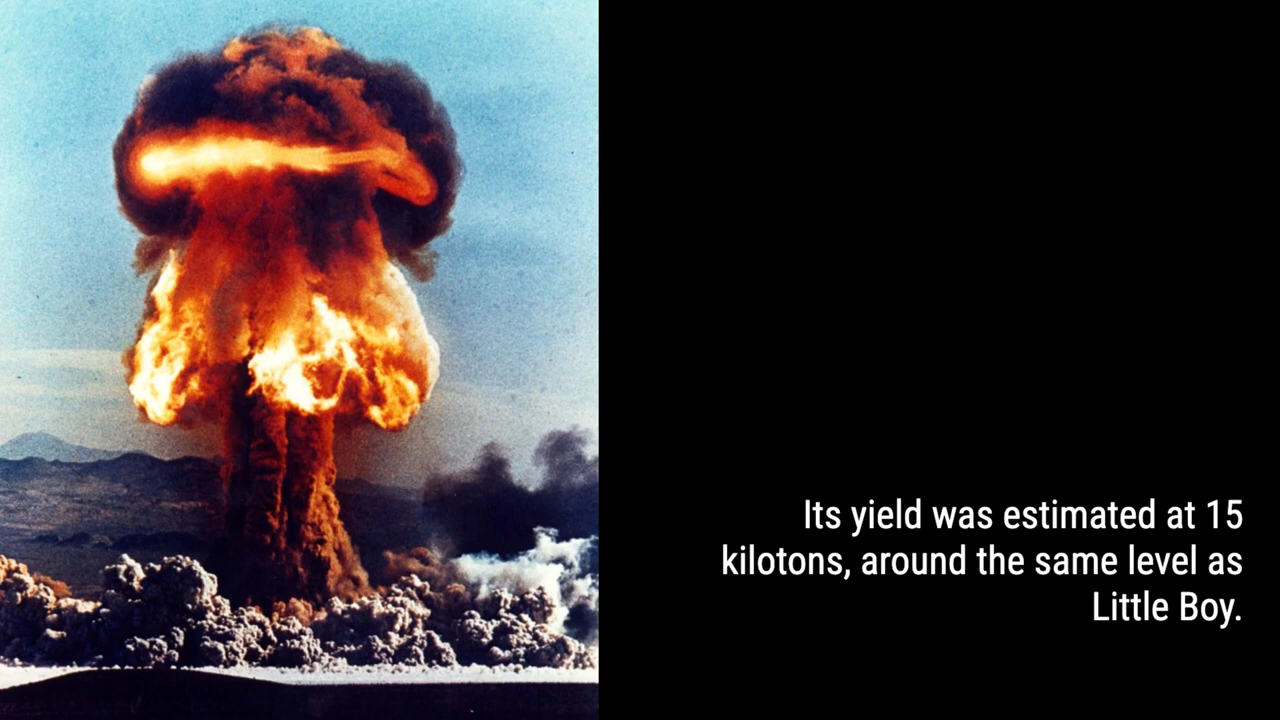 Its yield was estimated at 15
kilotons, around the same level as
Little Boy.